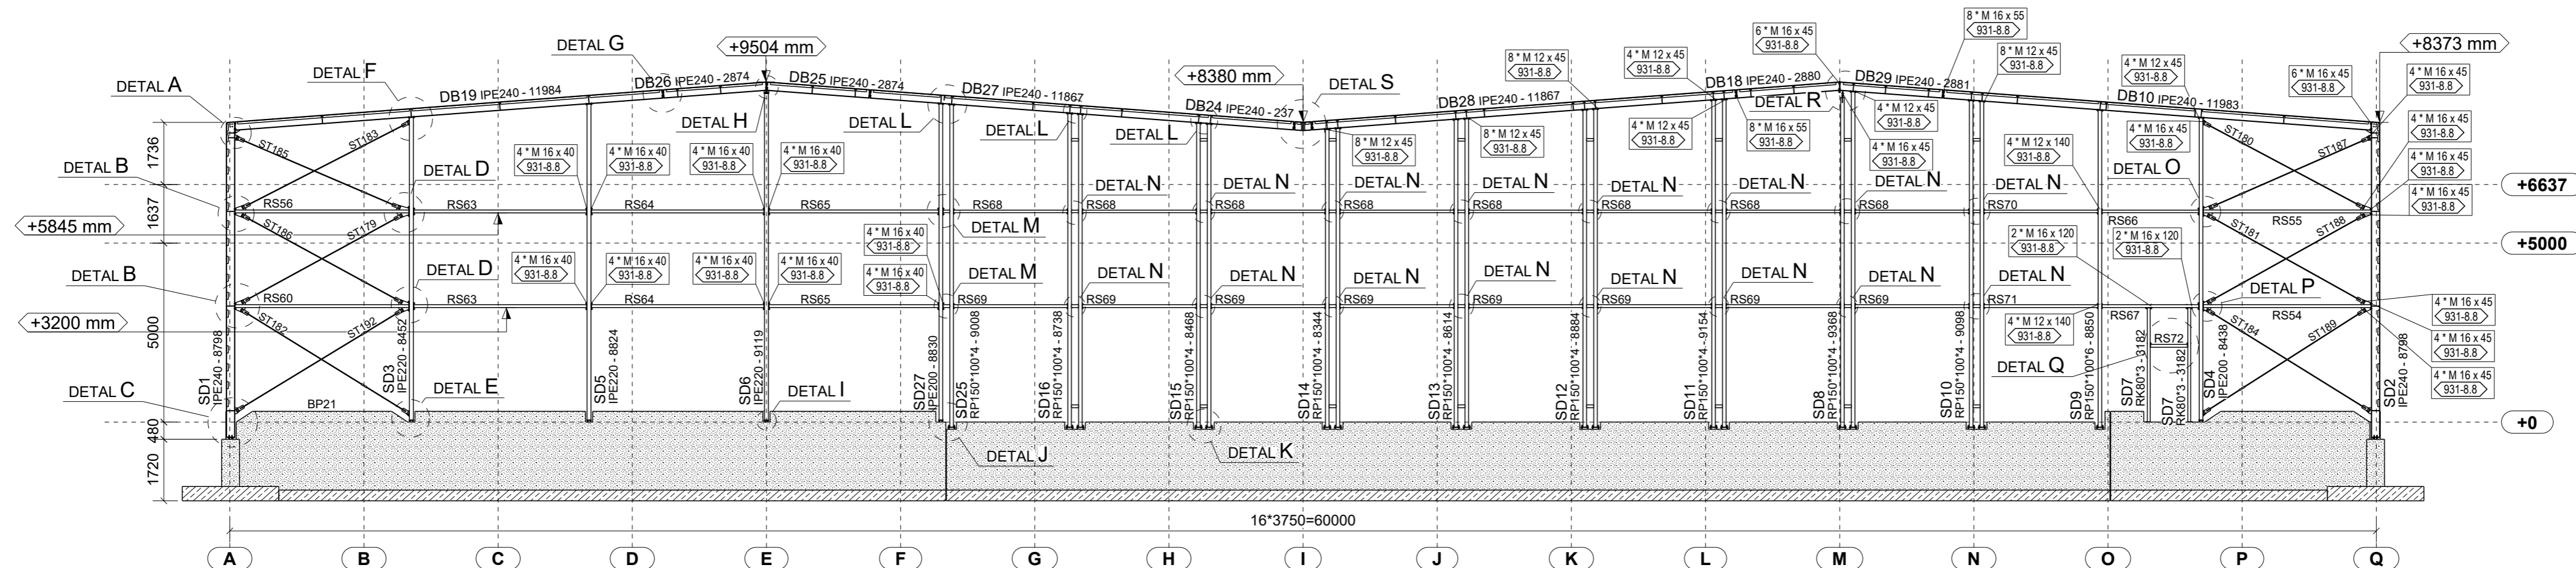 DETAL A
DETAL F
DETAL G
+9504 mm
DB19 IPE240 - 11984
DB26 IPE240 - 2874
DB25 IPE240 - 2874
DB27 IPE240 - 11867
DB24 IPE240 - 237
+8380 mm
DETAL S
DB28 IPE240 - 11867
DB18 IPE240 - 2880
DB29 IPE240 - 2881
DB10 IPE240 - 11983
+8373 mm
8 * M 12 x 45
931-8.8
4 * M 12 x 45
931-8.8
6 * M 16 x 45
931-8.8
8 * M 16 x 55
931-8.8
8 * M 12 x 45
931-8.8
4 * M 12 x 45
931-8.8
6 * M 16 x 45
931-8.8
4 * M 16 x 45
931-8.8
DETAL H
DETAL L
DETAL L
DETAL L
DETAL R
8 * M 12 x 45
931-8.8
8 * M 12 x 45
931-8.8
4 * M 12 x 45
931-8.8
8 * M 16 x 55
931-8.8
4 * M 12 x 45
931-8.8
4 * M 16 x 45
931-8.8
4 * M 12 x 140
931-8.8
4 * M 16 x 45
931-8.8
4 * M 16 x 45
931-8.8
4 * M 16 x 45
931-8.8
4 * M 16 x 45
931-8.8
1736
1637
5000
480
1720
ST185
ST183
ST180
ST187
DETAL B
DETAL D
4 * M 16 x 40
931-8.8
4 * M 16 x 40
931-8.8
4 * M 16 x 40
931-8.8
4 * M 16 x 40
931-8.8
DETAL N
DETAL N
DETAL N
DETAL N
DETAL N
DETAL N
DETAL N
DETAL N
DETAL O
+6637
RS56
RS63
RS64
RS65
RS68
RS68
RS68
RS68
RS68
RS68
RS68
RS68
RS70
RS66
RS55
+5845 mm
ST186
ST179
DETAL M
4 * M 16 x 40
931-8.8
2 * M 16 x 120
931-8.8
2 * M 16 x 120
931-8.8
ST181
ST188
+5000
DETAL B
DETAL D
4 * M 16 x 40
931-8.8
4 * M 16 x 40
931-8.8
4 * M 16 x 40
931-8.8
4 * M 16 x 40
931-8.8
4 * M 16 x 40
931-8.8
DETAL M
DETAL N
DETAL N
DETAL N
DETAL N
DETAL N
DETAL N
DETAL N
DETAL N
DETAL P
RS60
RS63
RS64
RS65
RS69
RS69
RS69
RS69
RS69
RS69
RS69
RS69
RS71
RS67
RS54
+3200 mm
ST182
ST192
4 * M 12 x 140
931-8.8
RS72
ST184
ST189
4 * M 16 x 45
931-8.8
4 * M 16 x 45
931-8.8
4 * M 16 x 45
931-8.8
DETAL Q
SD1
IPE240 - 8798
SD3
IPE220 - 8452
SD5
IPE220 - 8824
SD6
IPE220 - 9119
SD27
IPE200 - 8830
SD25
RP150*100*4 - 9008
SD16
RP150*100*4 - 8738
SD15
RP150*100*4 - 8468
SD14
RP150*100*4 - 8344
SD13
RP150*100*4 - 8614
SD12
RP150*100*4 - 8884
SD11
RP150*100*4 - 9154
SD8
RP150*100*4 - 9368
SD10
RP150*100*4 - 9098
SD9
RP150*100*6 - 8850
SD7
RK80*3 - 3182
SD7
RK80*3 - 3182
SD4
IPE200 - 8438
SD2
IPE240 - 8798
DETAL C
BP21
DETAL E
DETAL I
DETAL J
DETAL K
+0
16*3750=60000
A
B
C
D
E
F
G
H
I
J
K
L
M
N
O
P
Q